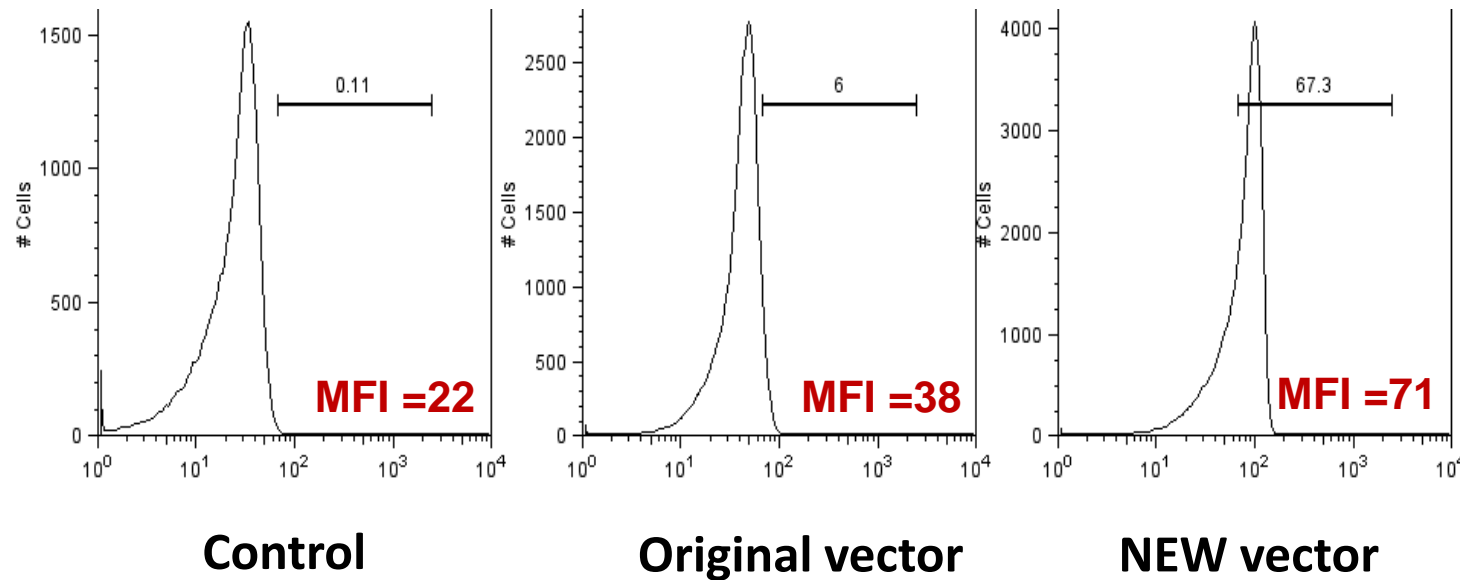 1500
1000
500
0
# Cells
0.11
MFI =22
10^0 10^1 10^2 10^3 10^4
Control
2500
2000
1500
1000
500
0
# Cells
6
MFI =38
10^0 10^1 10^2 10^3 10^4
Original vector
4000
3000
2000
1000
0
# Cells
67.3
MFI =71
10^0 10^1 10^2 10^3 10^4
NEW vector